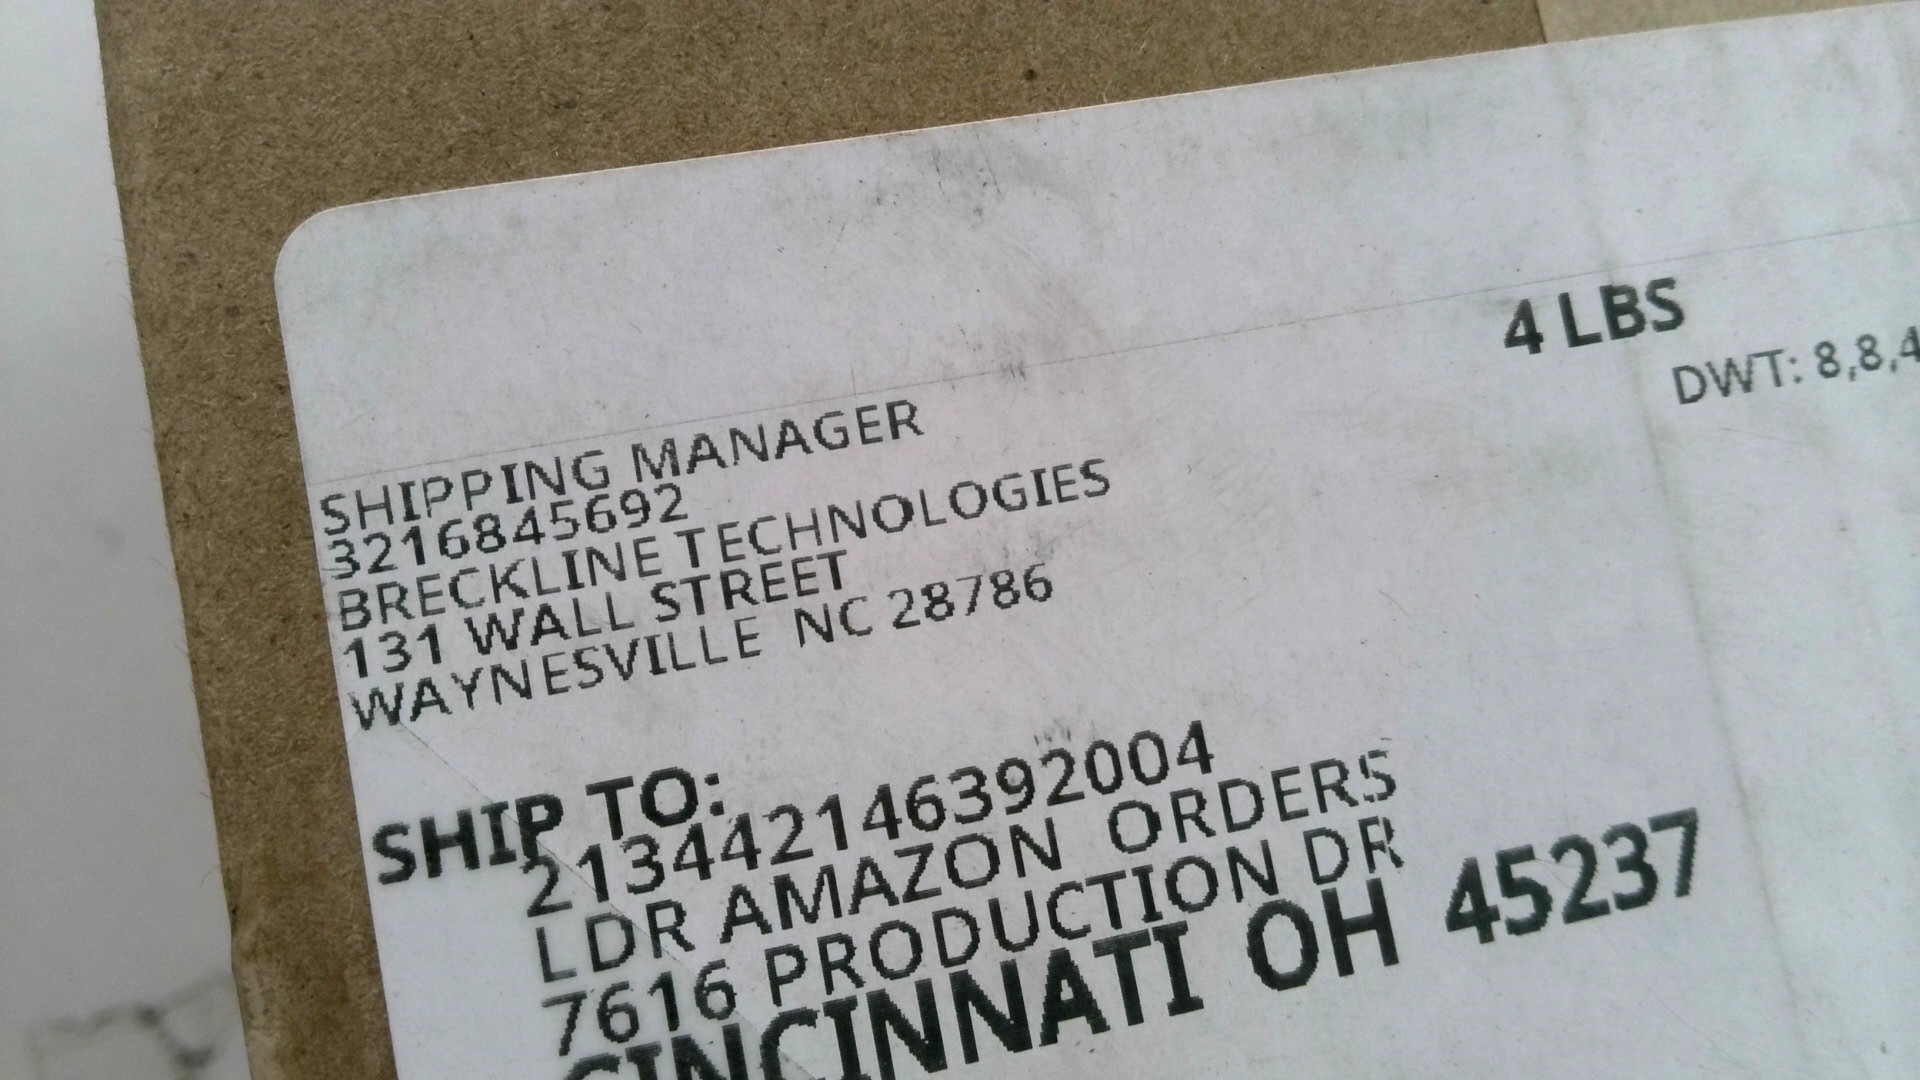 4 LBS
DWT: 8,8,4
SHIPPING MANAGER
3216845692
BRECKLINE TECHNOLOGIES
131 WALL STREET
WAYNESVILLE NC 28786
SHIP TO:
213442146392004
LDR AMAZON ORDERS
7616 PRODUCTION DR
CINCINNATI OH 45237